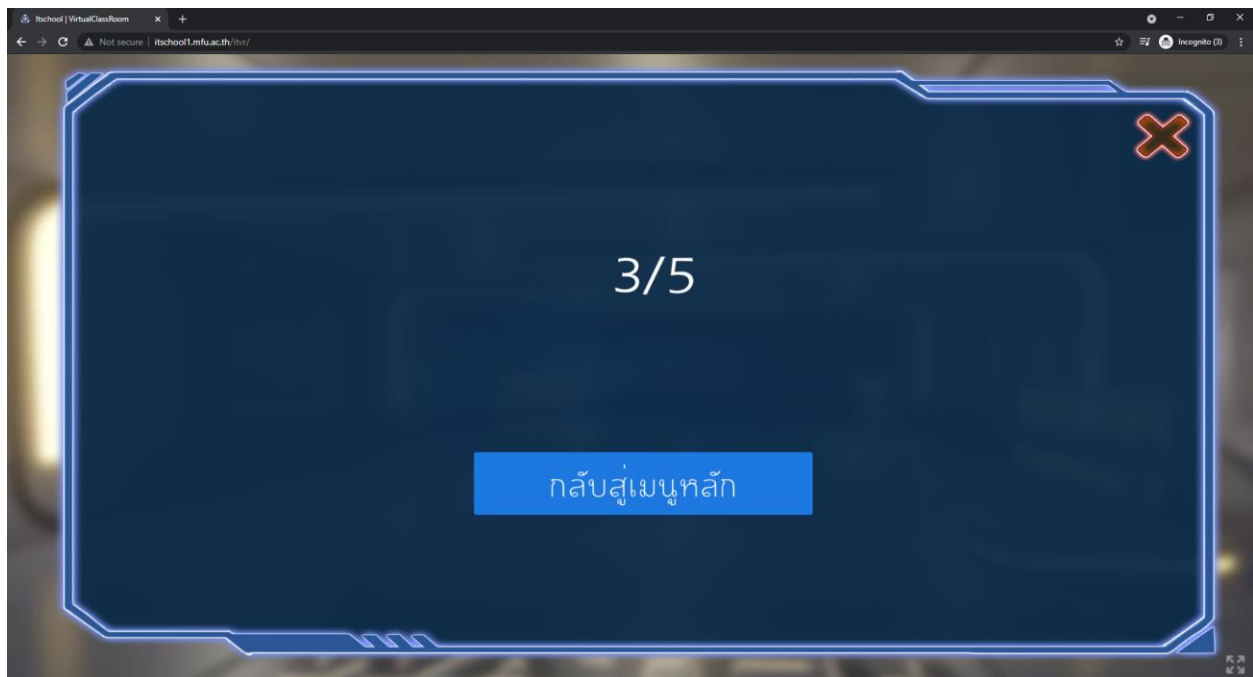 Itschool | VirtualClassRoom
Not secure | itschool1.mfu.ac.th/itvr/
Incognito (3)
3/5
กลับสู่เมนูหลัก